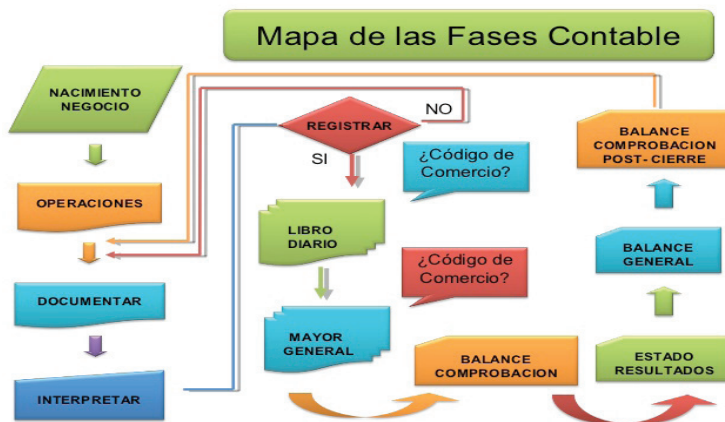 Mapa de las Fases Contable
NACIMIENTO
NEGOCIO
OPERACIONES
DOCUMENTAR
INTERPRETAR
REGISTRAR
NO
SI
¿Código de
Comercio?
LIBRO
DIARIO
¿Código de
Comercio?
MAYOR
GENERAL
BALANCE
COMPROBACION
ESTADO
RESULTADOS
BALANCE
GENERAL
BALANCE
COMPROBACION
POST- CIERRE